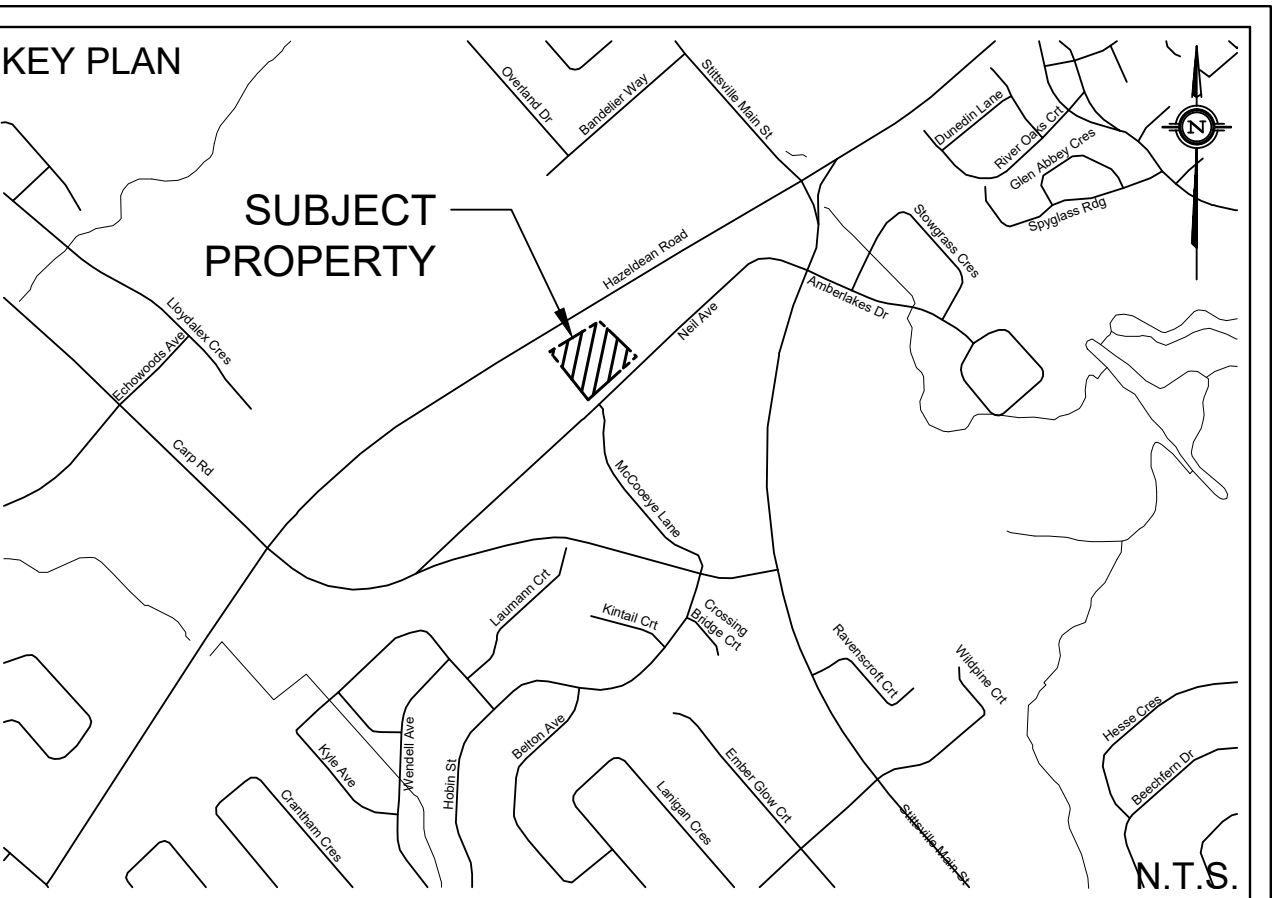 KEY PLAN
Overland Dr
Bandelier Way
Stittsville Main St
Dunedin Lane
River Oaks Crt
Glen Abbey Cres
Spyglass Rdg
N
SUBJECT
PROPERTY
Hazeldean Road
Stowgrass Cres
Neil Ave
Amberlakes Dr
Lloydalex Cres
Echowoods Ave
Carp Rd
McCooeye Lane
Laumann Crt
Kintail Crt
Crossing
Bridge Crt
Ravenscroft Crt
Wildpine Crt
Hesse Cres
Beechfern Dr
Kyle Ave
Wendell Ave
Hobin St
Belton Ave
Ember Glow Crt
Lanigan Cres
Crantham Cres
Stittsville Main St
N.T.S.